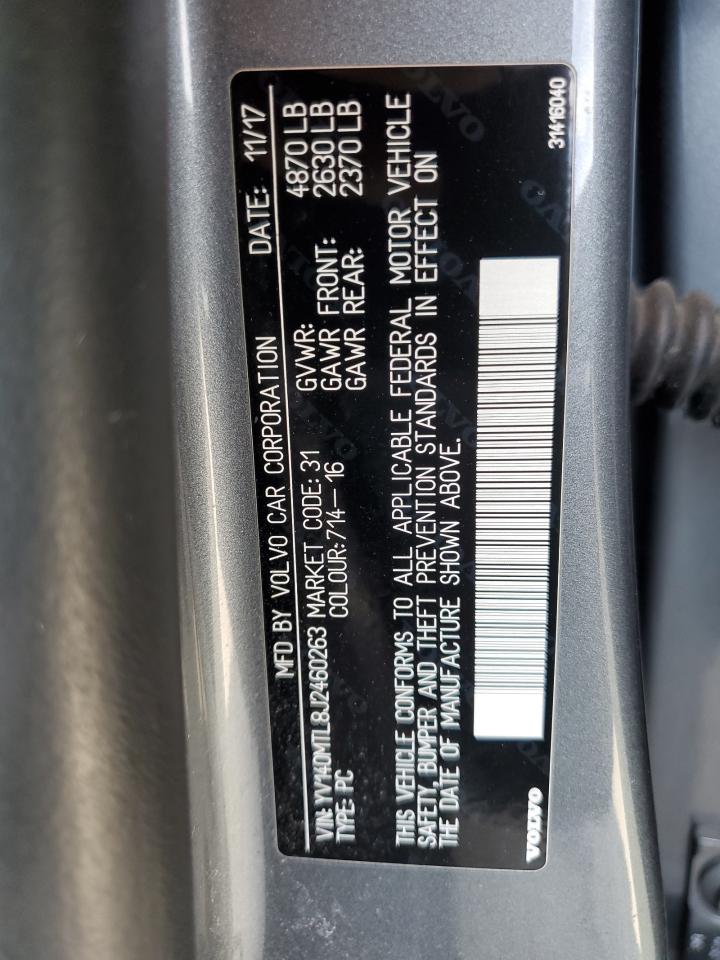 MFD BY VOLVO CAR CORPORATION DATE: 11/17
VIN: YV140MTL8J2460263 MARKET CODE: 31 GVWR: 4870 LB
TYPE: PC COLOUR: 714-16 GAWR FRONT: 2630 LB
GAWR REAR: 2370 LB
THIS VEHICLE CONFORMS TO ALL APPLICABLE FEDERAL MOTOR VEHICLE
SAFETY, BUMPER AND THEFT PREVENTION STANDARDS IN EFFECT ON
THE DATE OF MANUFACTURE SHOWN ABOVE.
VOLVO 31416040